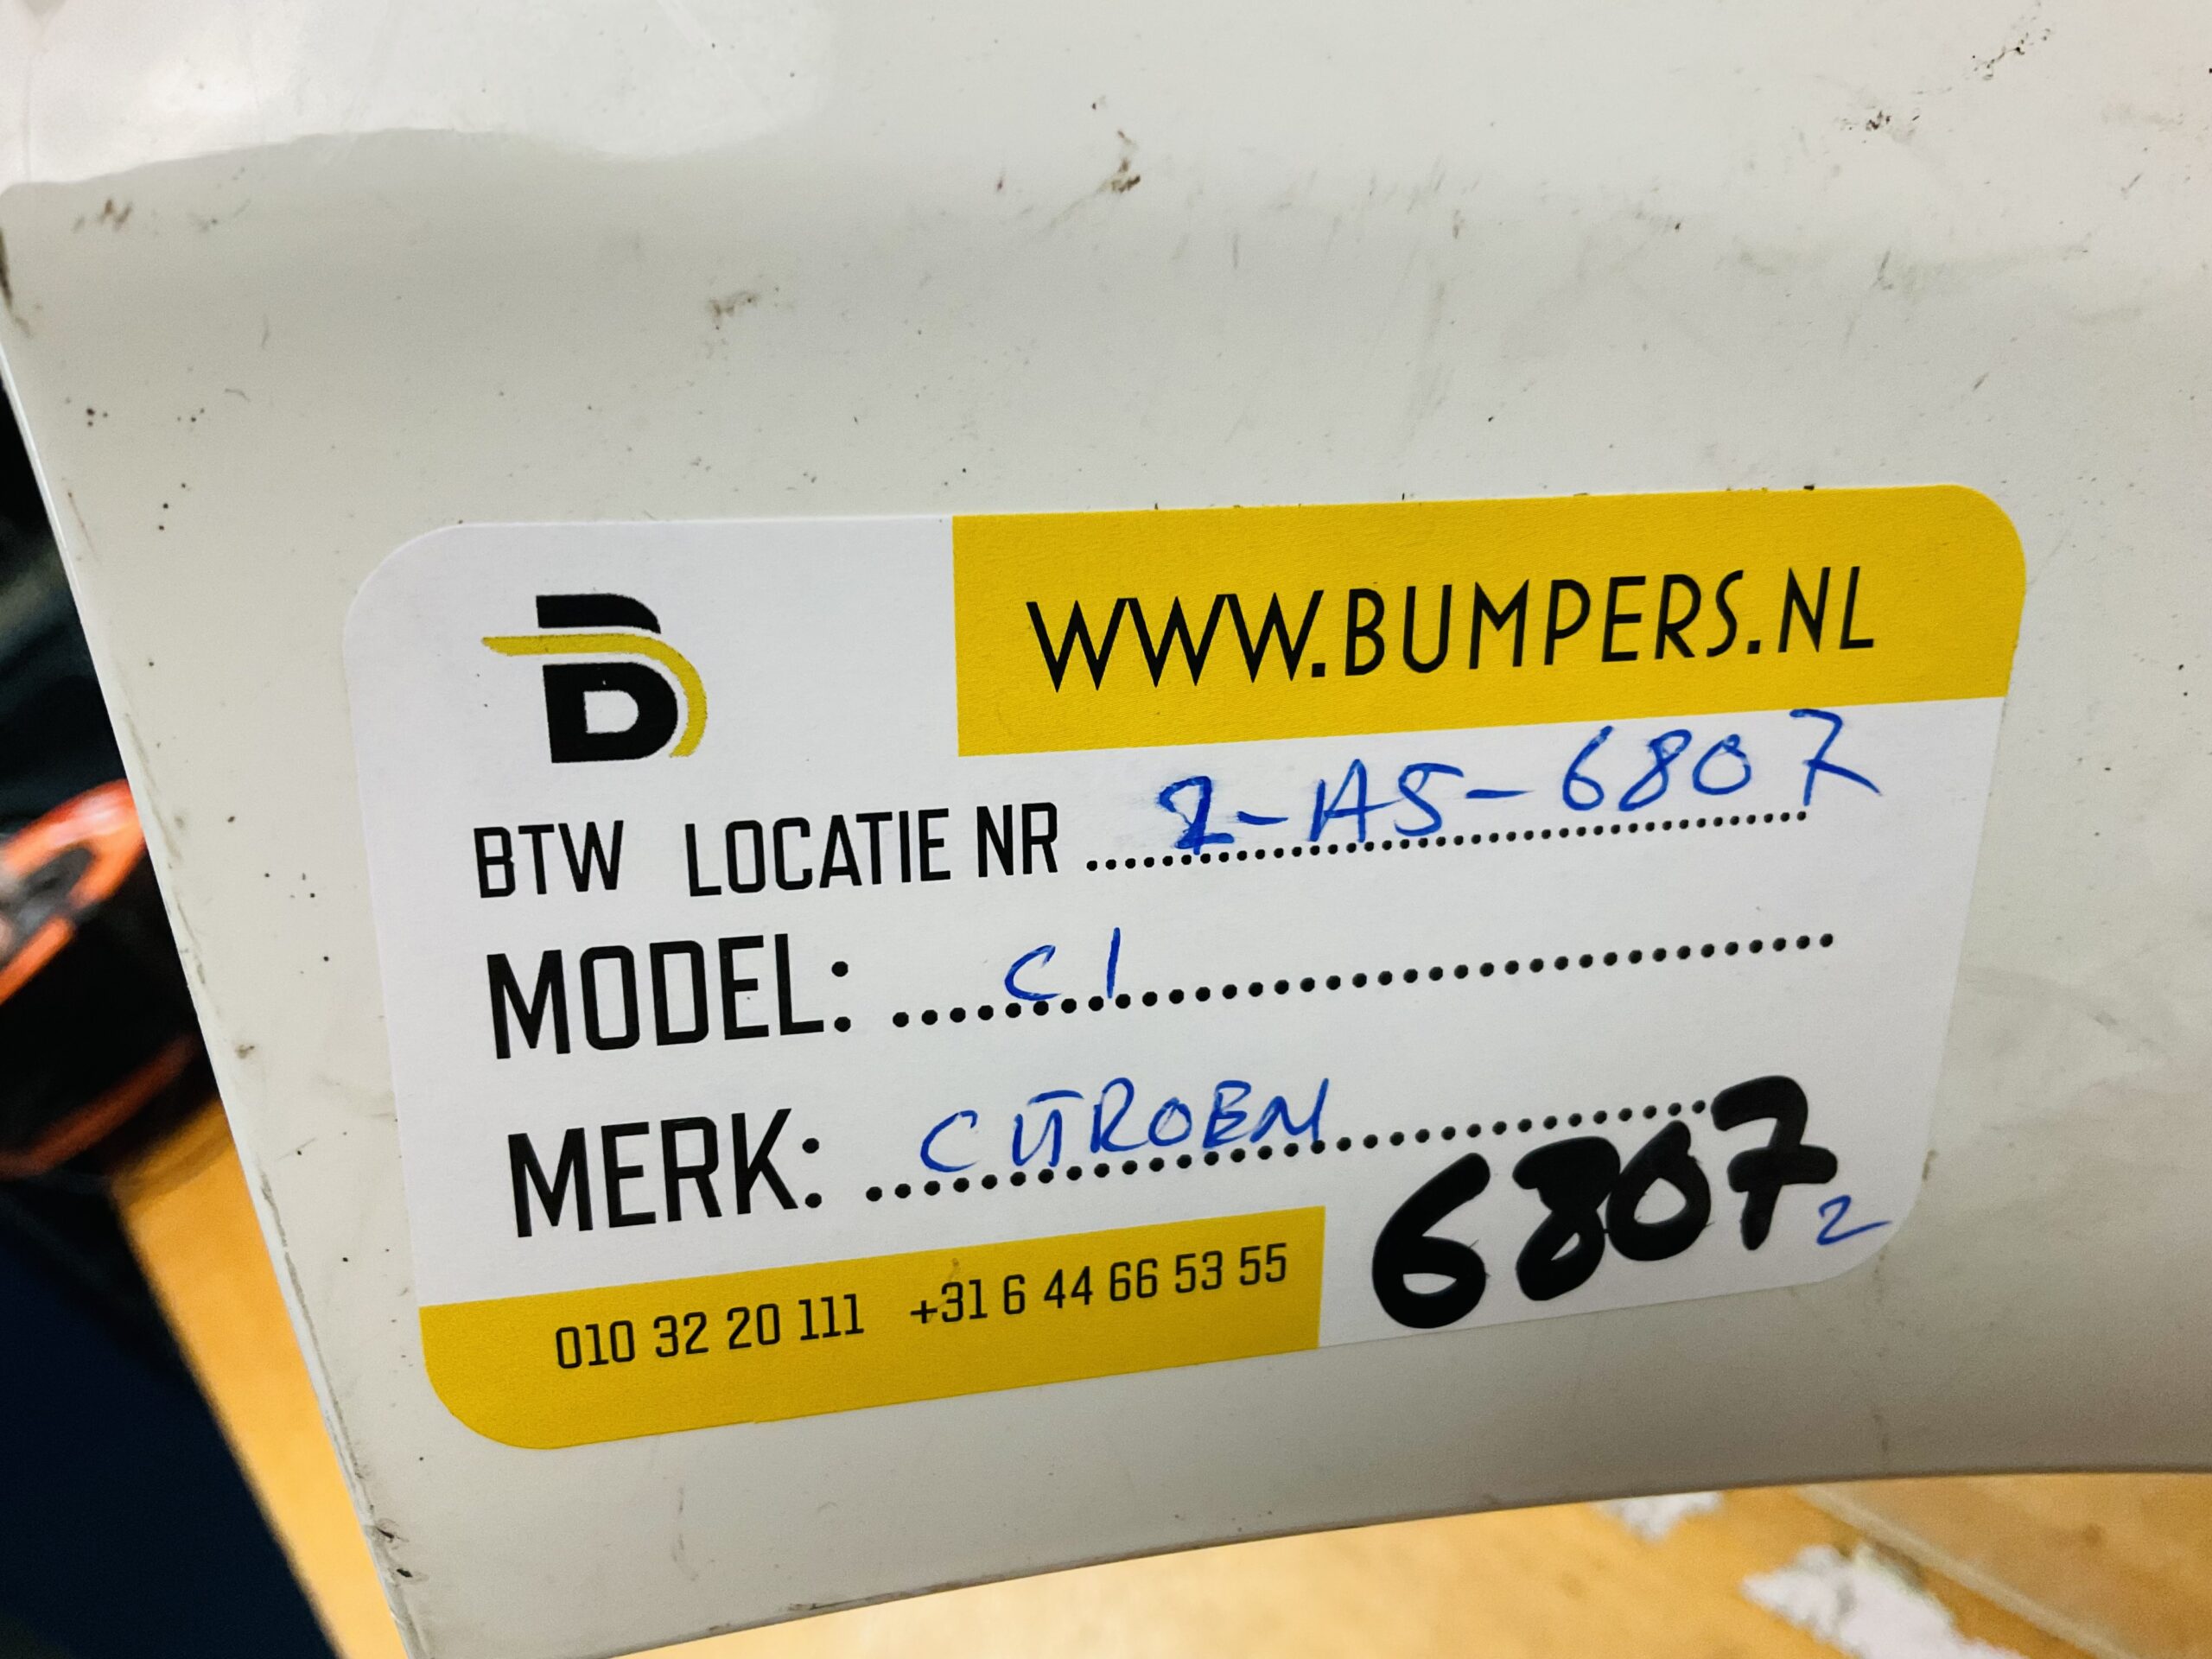 B
WWW.BUMPERS.NL
BTW LOCATIE NR 2-A5-6807
MODEL: C1
MERK: CITROEN
6807 2
010 32 20 111 +31 6 44 66 53 55